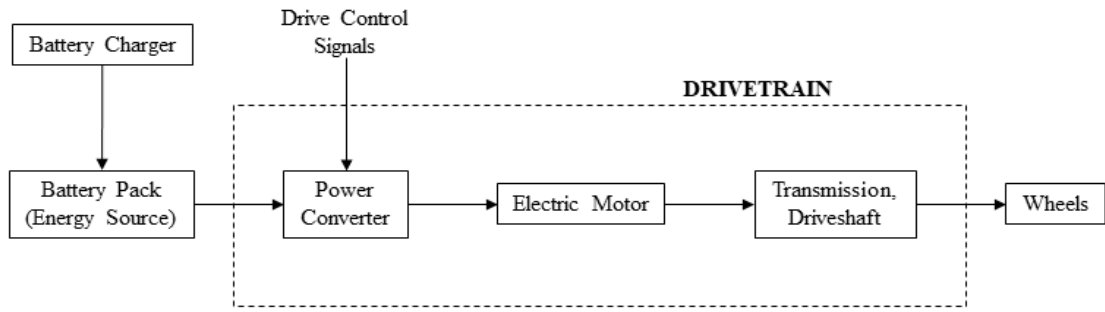 Drive Control
Signals
Battery Charger
DRIVETRAIN
Battery Pack
(Energy Source)
Power
Converter
Electric Motor
Transmission,
Driveshaft
Wheels